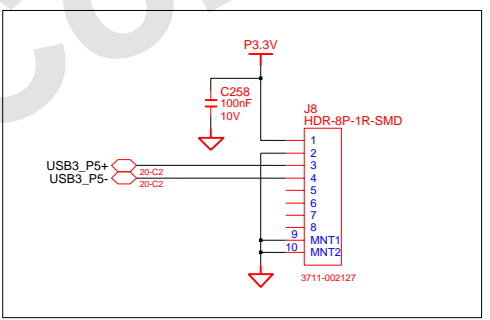 P3.3V
C258
100nF
10V
J8
HDR-8P-1R-SMD
1
2
USB3_P5+ 20-C2 3
USB3_P5- 20-C2 4
5
6
7
8
9 MNT1
10 MNT2
3711-002127